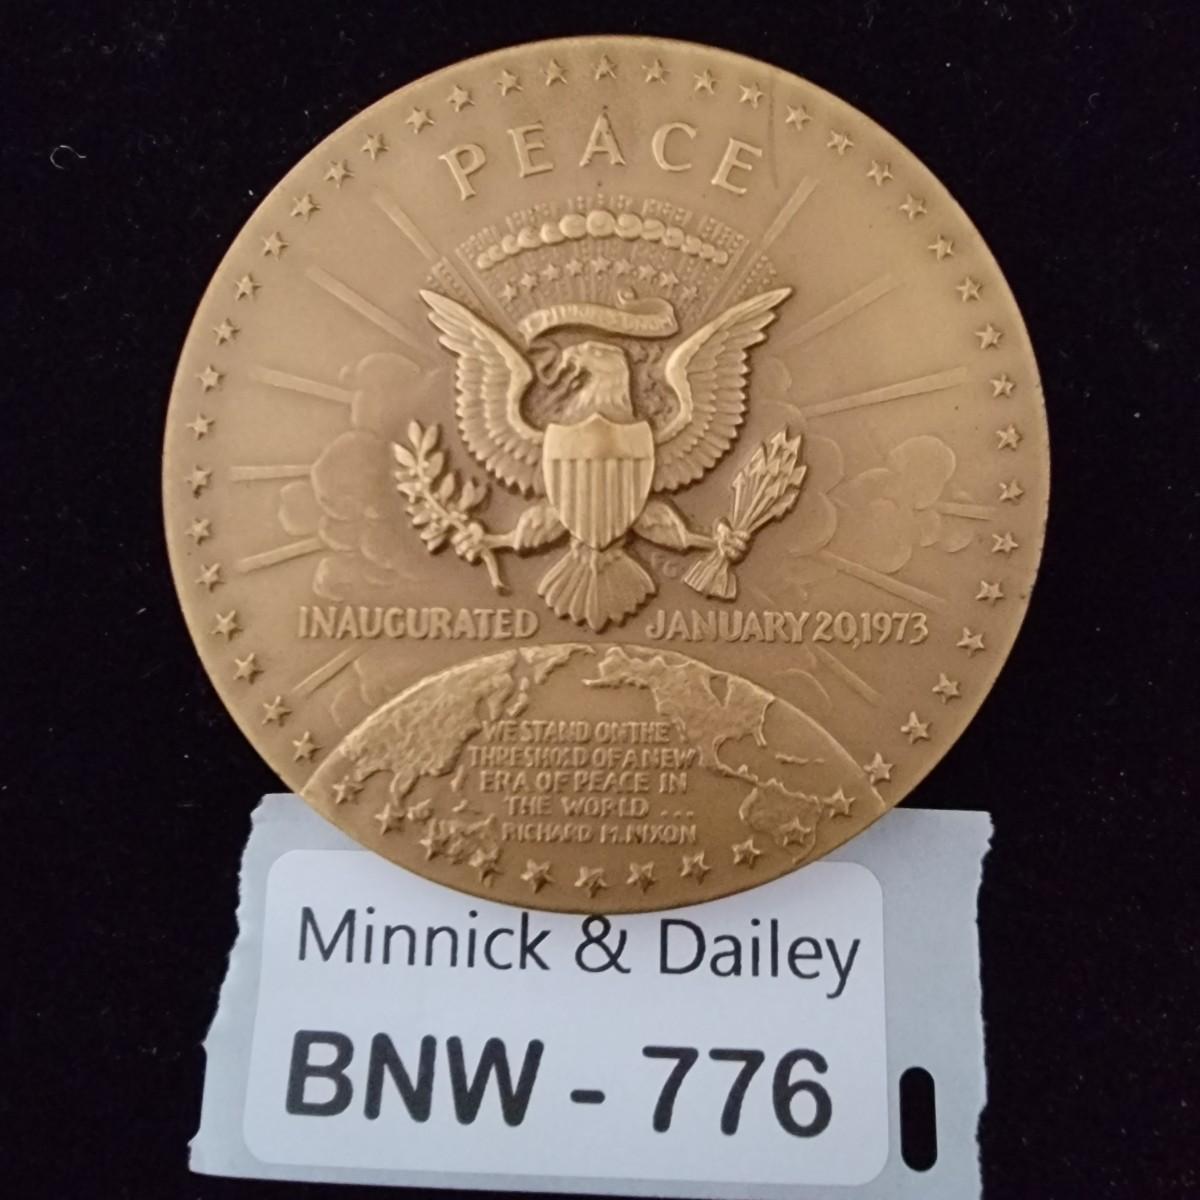 PEACE
INAUGURATED JANUARY 20,1973
WE STAND ON THE
THRESHOLD OF A NEW
ERA OF PEACE IN
THE WORLD ...
RICHARD M. NIXON
Minnick & Dailey
BNW - 776